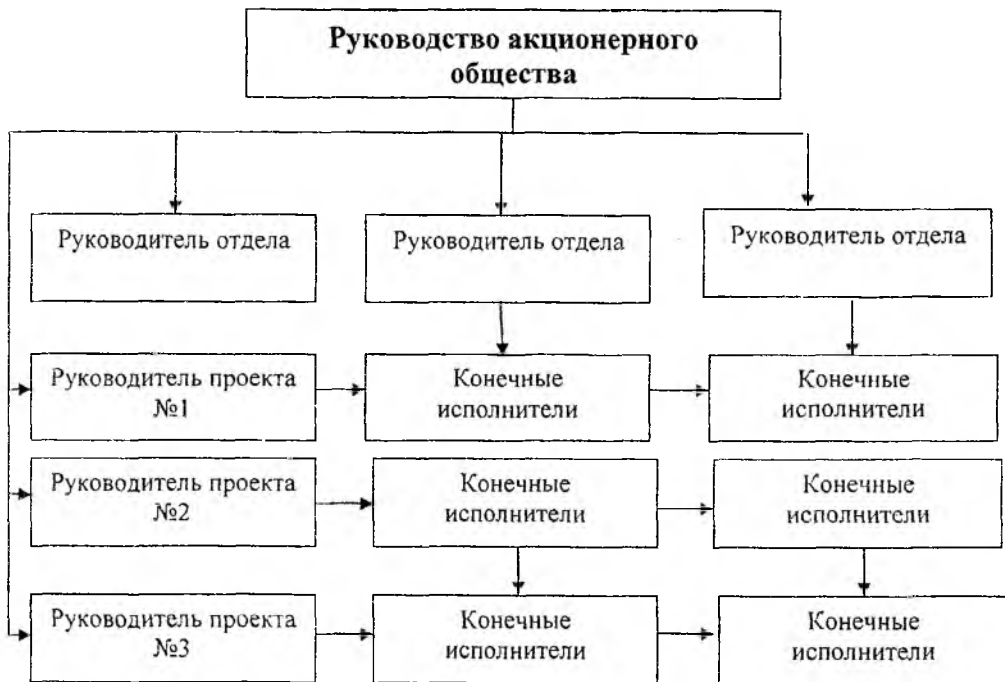 Руководство акционерного
общества
Руководитель отдела
Руководитель отдела
Руководитель отдела
Руководитель проекта
№1
Конечные
исполнители
Конечные
исполнители
Руководитель проекта
№2
Конечные
исполнители
Конечные
исполнители
Руководитель проекта
№3
Конечные
исполнители
Конечные
исполнители